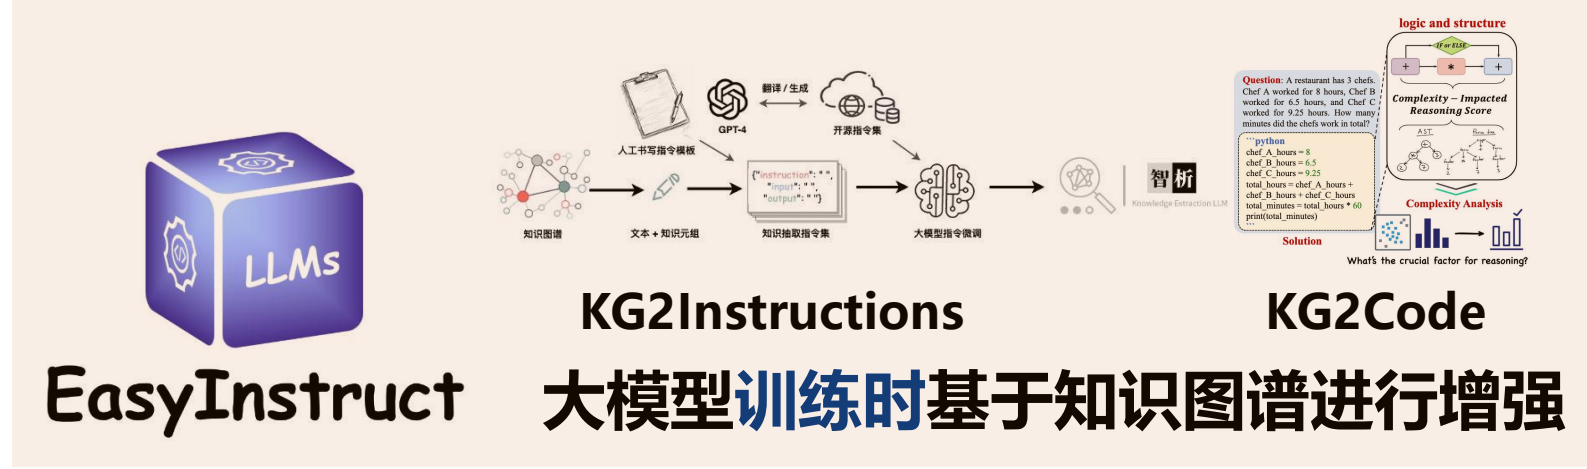 LLMs
EasyInstruct
人工书写指令模板
GPT-4
翻译 / 生成
开源指令集
知识图谱
文本 + 知识元组
{"instruction": " ",
"input": " ",
"output": " "}
知识抽取指令集
大模型指令微调
智析
Knowledge Extraction LLM
KG2Instructions
Question: A restaurant has 3 chefs.
Chef A worked for 8 hours, Chef B
worked for 6.5 hours, and Chef C
worked for 9.25 hours. How many
minutes did the chefs work in total?
```python
chef_A_hours = 8
chef_B_hours = 6.5
chef_C_hours = 9.25
total_hours = chef_A_hours +
chef_B_hours + chef_C_hours
total_minutes = total_hours * 60
print(total_minutes)
```
Solution
logic and structure
IF or ELSE
+ * +
Complexity – Impacted
Reasoning Score
AST
Complexity Analysis
What's the crucial factor for reasoning?
KG2Code
大模型训练时基于知识图谱进行增强